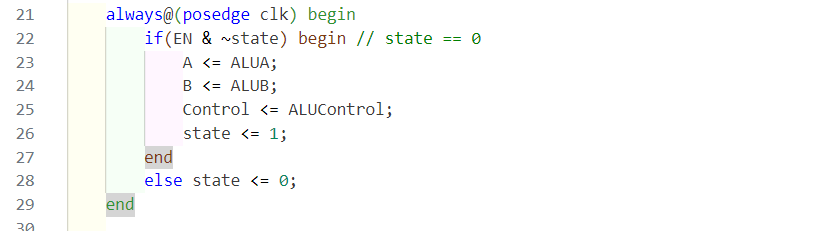 21 always@(posedge clk) begin
22 if(EN & ~state) begin // state == 0
23 A <= ALUA;
24 B <= ALUB;
25 Control <= ALUControl;
26 state <= 1;
27 end
28 else state <= 0;
29 end
30